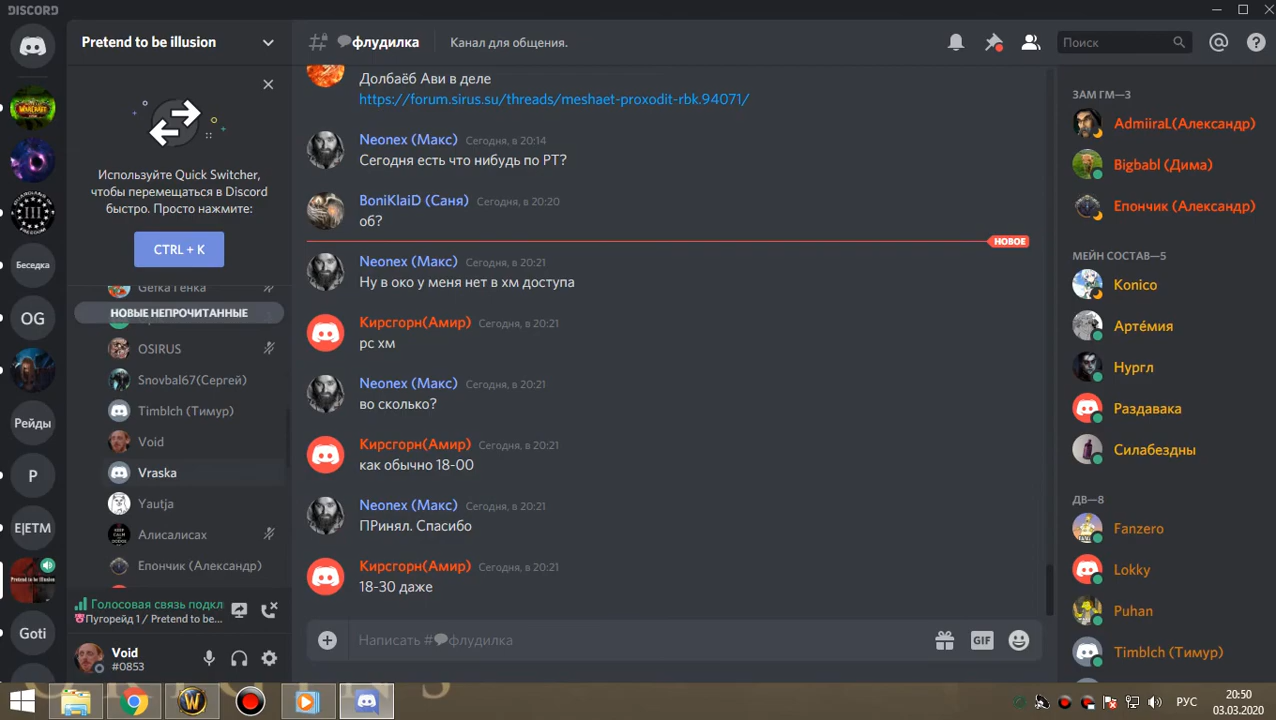 DISCORD
Pretend to be illusion
флудилка
Канал для общения.
Поиск
Используйте Quick Switcher,
чтобы перемещаться в Discord
быстро. Просто нажмите:
CTRL + K
Gefka Генка
НОВЫЕ НЕПРОЧИТАННЫЕ
OSIRUS
Snovbal67(Сергей)
Timblch (Тимур)
Void
Vraska
Yautja
Алисалисах
Епончик (Александр)
Голосовая связь подкл
Пугорейд 1 / Pretend to be...
Void
#0853
Беседка
OG
Рейды
P
E|ETM
Pretend to be illusion
Goti
Долбаёб Ави в деле
https://forum.sirus.su/threads/meshaet-proxodit-rbk.94071/
Neonex (Макс) Сегодня, в 20:14
Сегодня есть что нибудь по РТ?
BoniKlaiD (Саня) Сегодня, в 20:20
об?
НОВОЕ
Neonex (Макс) Сегодня, в 20:21
Ну в око у меня нет в хм доступа
Кирсгорн(Амир) Сегодня, в 20:21
рс хм
Neonex (Макс) Сегодня, в 20:21
во сколько?
Кирсгорн(Амир) Сегодня, в 20:21
как обычно 18-00
Neonex (Макс) Сегодня, в 20:21
ПРинял. Спасибо
Кирсгорн(Амир) Сегодня, в 20:21
18-30 даже
Написать #флудилка
GIF
ЗАМ ГМ—3
AdmiiraL(Александр)
Bigbabl (Дима)
Епончик (Александр)
МЕЙН СОСТАВ—5
Konico
Артёмия
Нургл
Раздавака
Силабездны
ДВ—8
Fanzero
Lokky
Puhan
Timblch (Тимур)
РУС
20:50
03.03.2020